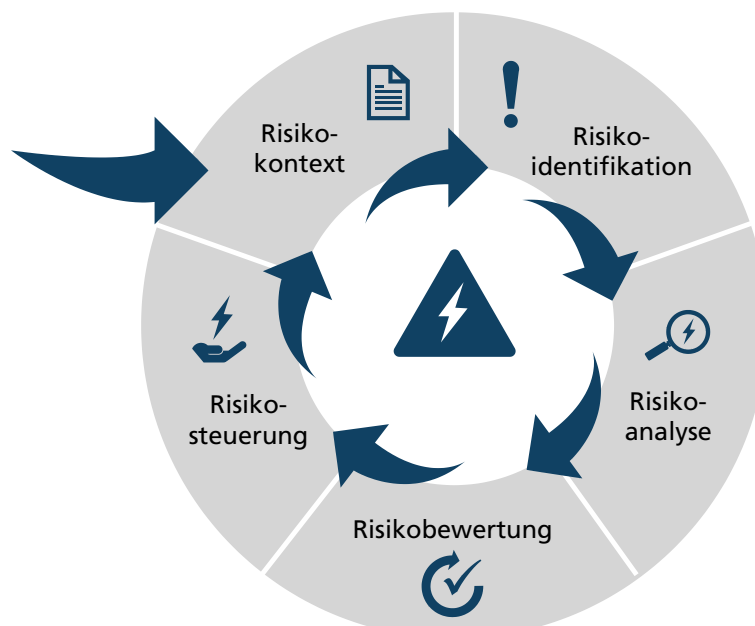 Risiko-
kontext
Risiko-
identifikation
Risiko-
analyse
Risikobewertung
Risiko-
steuerung